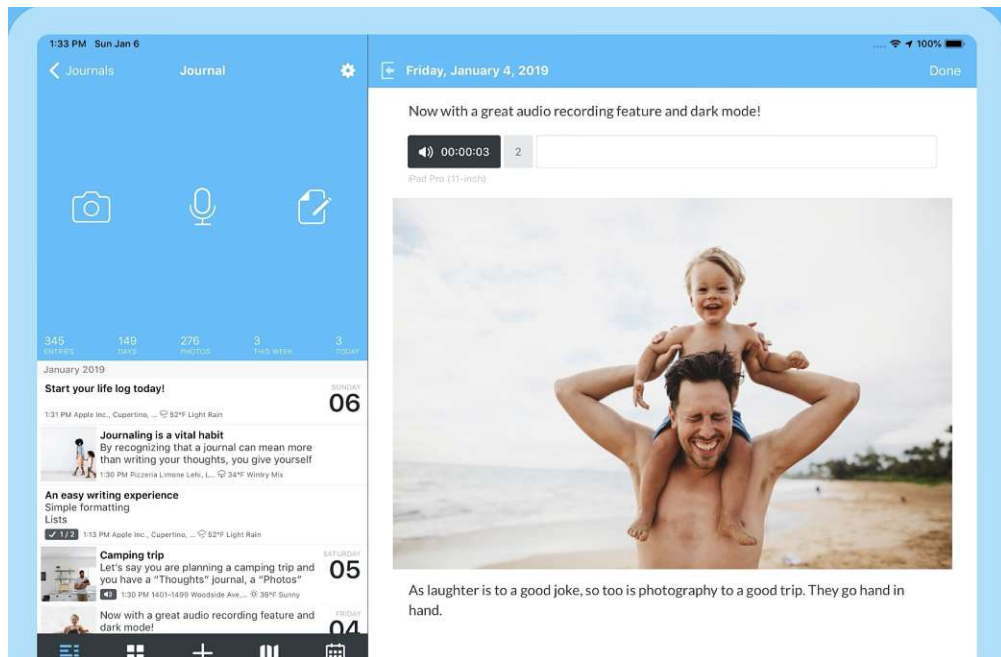 1:33 PM Sun Jan 6
100%
Journals
Journal
345
ENTRIES
149
DAYS
276
PHOTOS
3
THIS WEEK
3
TODAY
January 2019
Start your life log today!
1:31 PM Apple Inc., Cupertino, ... 52°F Light Rain
SUNDAY
06
Journaling is a vital habit
By recognizing that a journal can mean more
than writing your thoughts, you give yourself
1:30 PM Pizzeria Limone Lehi, L... 34°F Wintry Mix
An easy writing experience
Simple formatting
Lists
1/2 1:13 PM Apple Inc., Cupertino, ... 52°F Light Rain
Camping trip
Let's say you are planning a camping trip and
you have a "Thoughts" journal, a "Photos"
1:30 PM 1401-1499 Woodside Ave,... 36°F Sunny
SATURDAY
05
Now with a great audio recording feature and
dark mode!
FRIDAY
04
Friday, January 4, 2019
Done
Now with a great audio recording feature and dark mode!
00:00:03
2
iPad Pro (11-inch)
As laughter is to a good joke, so too is photography to a good trip. They go hand in
hand.